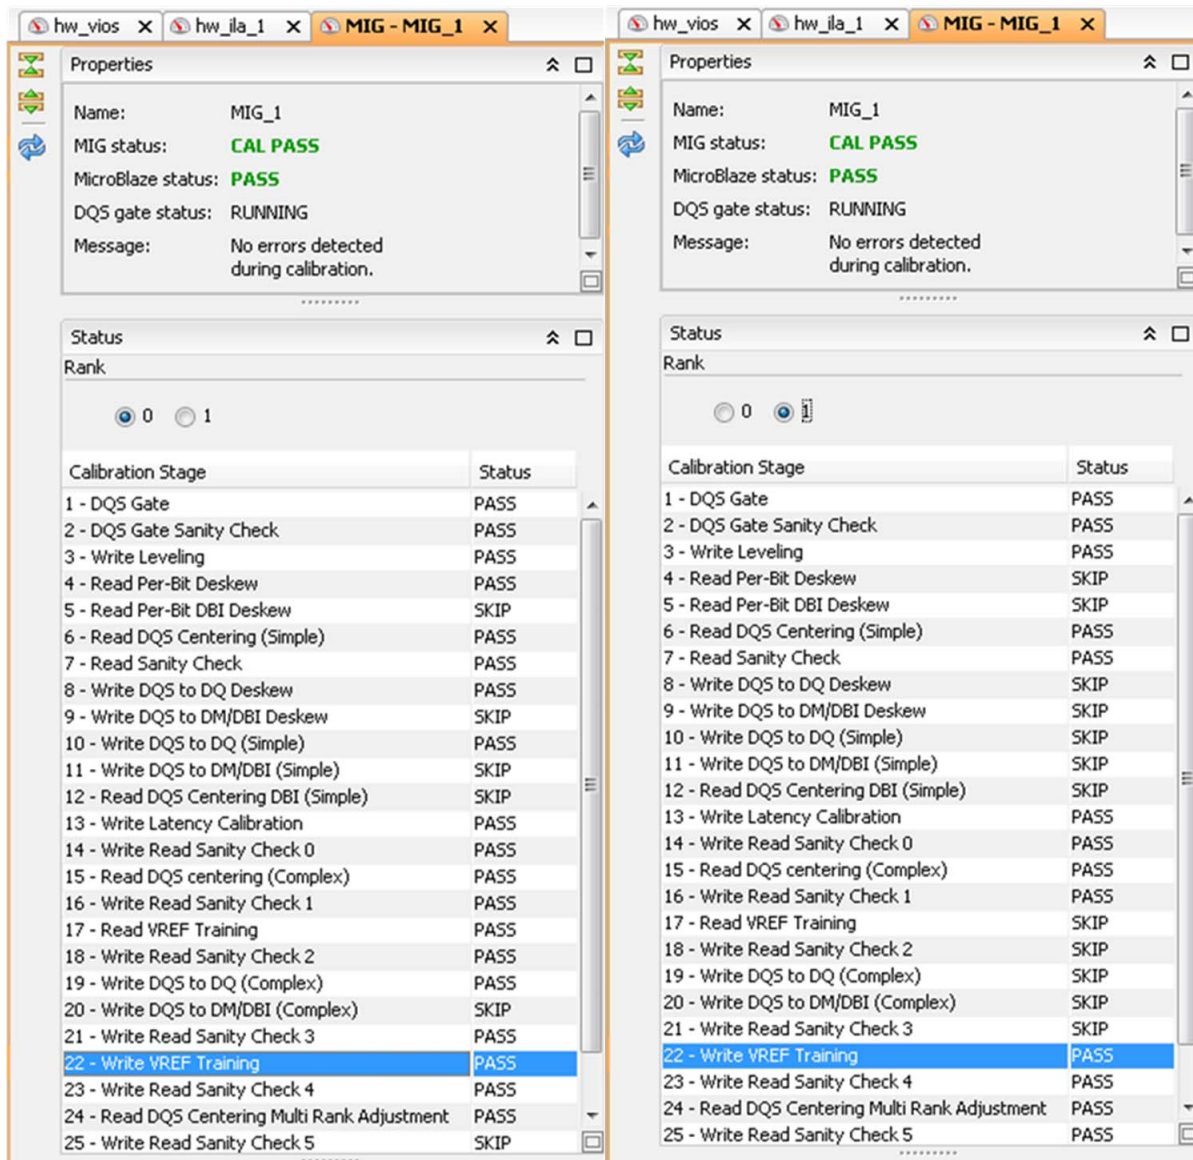 hw_vios X hw_ila_1 X MIG - MIG_1 X
Properties
Name: MIG_1
MIG status: CAL PASS
MicroBlaze status: PASS
DQS gate status: RUNNING
Message: No errors detected
during calibration.
Status
Rank
0 1
Calibration Stage Status
1 - DQS Gate PASS
2 - DQS Gate Sanity Check PASS
3 - Write Leveling PASS
4 - Read Per-Bit Deskew PASS
5 - Read Per-Bit DBI Deskew SKIP
6 - Read DQS Centering (Simple) PASS
7 - Read Sanity Check PASS
8 - Write DQS to DQ Deskew PASS
9 - Write DQS to DM/DBI Deskew SKIP
10 - Write DQS to DQ (Simple) PASS
11 - Write DQS to DM/DBI (Simple) SKIP
12 - Read DQS Centering DBI (Simple) SKIP
13 - Write Latency Calibration PASS
14 - Write Read Sanity Check 0 PASS
15 - Read DQS centering (Complex) PASS
16 - Write Read Sanity Check 1 PASS
17 - Read VREF Training PASS
18 - Write Read Sanity Check 2 PASS
19 - Write DQS to DQ (Complex) PASS
20 - Write DQS to DM/DBI (Complex) SKIP
21 - Write Read Sanity Check 3 PASS
22 - Write VREF Training PASS
23 - Write Read Sanity Check 4 PASS
24 - Read DQS Centering Multi Rank Adjustment PASS
25 - Write Read Sanity Check 5 SKIP
hw_vios X hw_ila_1 X MIG - MIG_1 X
Properties
Name: MIG_1
MIG status: CAL PASS
MicroBlaze status: PASS
DQS gate status: RUNNING
Message: No errors detected
during calibration.
Status
Rank
0 1
Calibration Stage Status
1 - DQS Gate PASS
2 - DQS Gate Sanity Check PASS
3 - Write Leveling PASS
4 - Read Per-Bit Deskew SKIP
5 - Read Per-Bit DBI Deskew SKIP
6 - Read DQS Centering (Simple) PASS
7 - Read Sanity Check PASS
8 - Write DQS to DQ Deskew SKIP
9 - Write DQS to DM/DBI Deskew SKIP
10 - Write DQS to DQ (Simple) SKIP
11 - Write DQS to DM/DBI (Simple) SKIP
12 - Read DQS Centering DBI (Simple) SKIP
13 - Write Latency Calibration PASS
14 - Write Read Sanity Check 0 PASS
15 - Read DQS centering (Complex) PASS
16 - Write Read Sanity Check 1 PASS
17 - Read VREF Training SKIP
18 - Write Read Sanity Check 2 SKIP
19 - Write DQS to DQ (Complex) SKIP
20 - Write DQS to DM/DBI (Complex) SKIP
21 - Write Read Sanity Check 3 SKIP
22 - Write VREF Training PASS
23 - Write Read Sanity Check 4 PASS
24 - Read DQS Centering Multi Rank Adjustment PASS
25 - Write Read Sanity Check 5 PASS